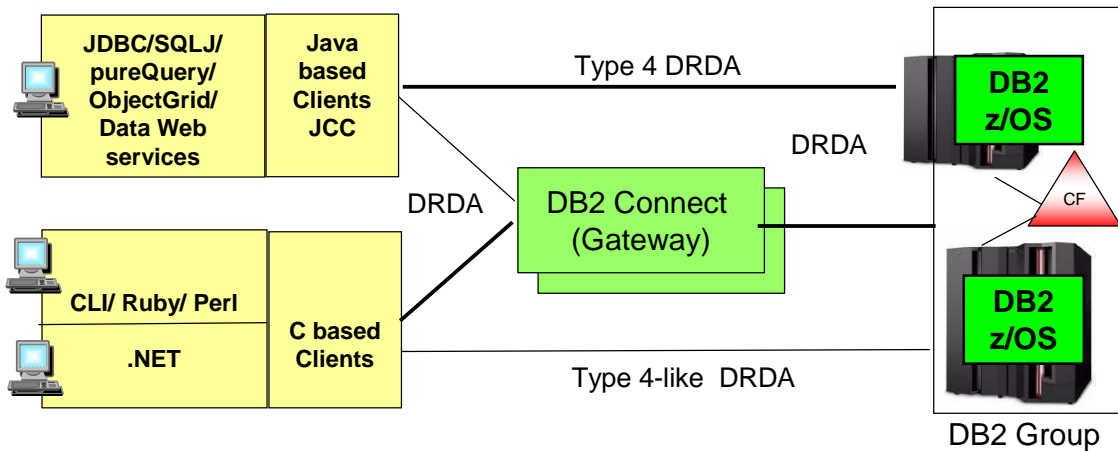 JDBC/SQLJ/
pureQuery/
ObjectGrid/
Data Web
services
Java
based
Clients
JCC
Type 4 DRDA
DB2
z/OS
DRDA
CF
DRDA
DB2 Connect
(Gateway)
CLI/ Ruby/ Perl
.NET
C based
Clients
DB2
z/OS
Type 4-like DRDA
DB2 Group